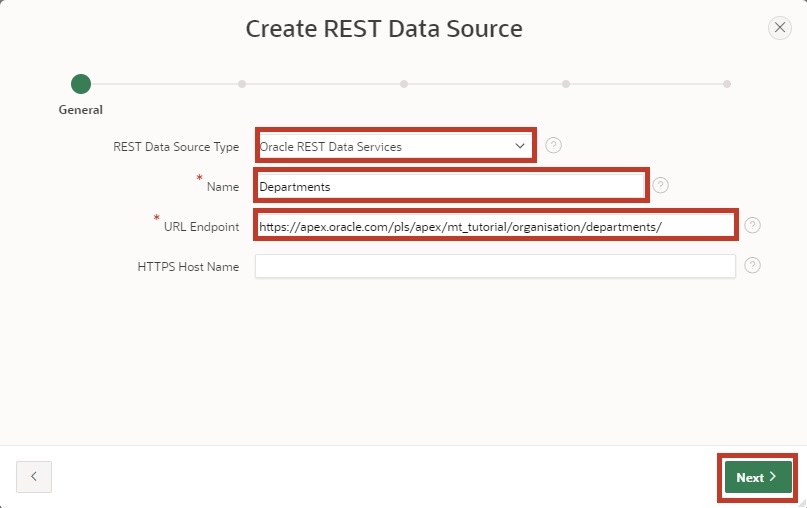 Create REST Data Source
General
REST Data Source Type Oracle REST Data Services ?
* Name Departments ?
* URL Endpoint https://apex.oracle.com/pls/apex/mt_tutorial/organisation/departments/ ?
HTTPS Host Name ?
Next